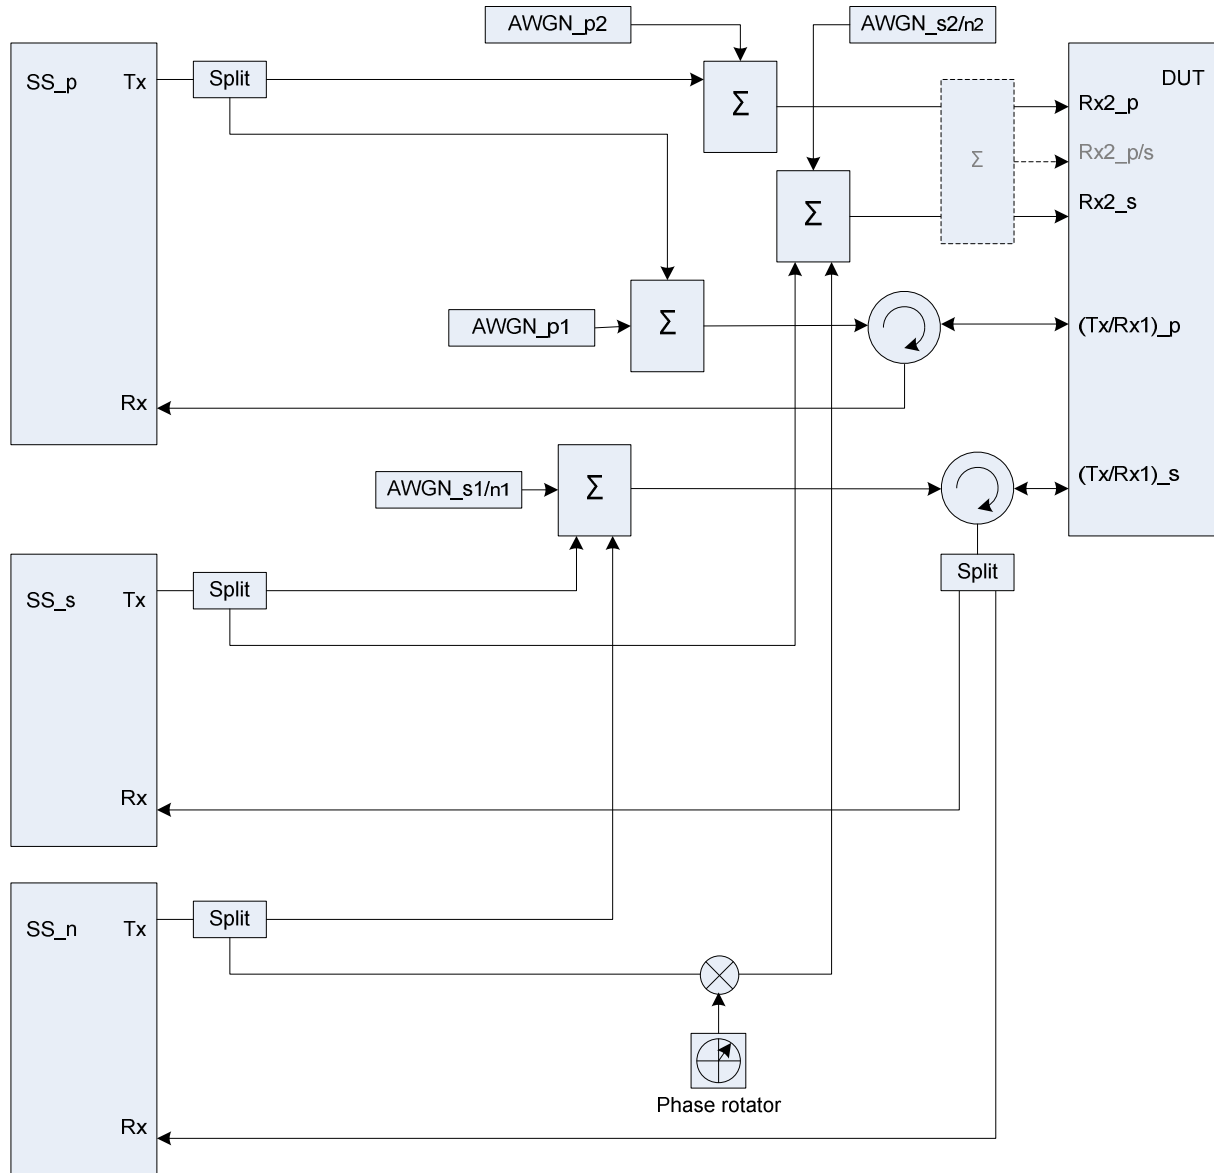 AWGN_p2
AWGN_s2/n2
SS_p
Tx
Split
Σ
DUT
Rx2_p
Σ
Rx2_p/s
Σ
Rx2_s
AWGN_p1
Σ
(Tx/Rx1)_p
Rx
AWGN_s1/n1
Σ
(Tx/Rx1)_s
Split
SS_s
Tx
Split
Rx
SS_n
Tx
Split
Phase rotator
Rx